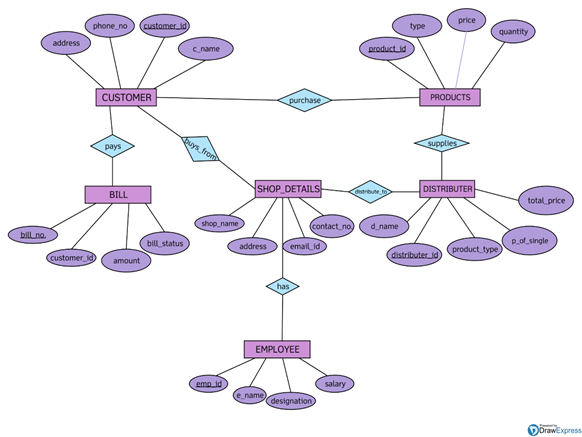 phone_no
customer_id
address
c_name
type
price
quantity
product_id
CUSTOMER
purchase
PRODUCTS
pays
buys_from
supplies
BILL
SHOP_DETAILS
distribute_to
DISTRIBUTER
bill_no.
customer_id
amount
bill_status
shop_name
address
email_id
contact_no.
d_name
distributer_id
product_type
p_of_single
total_price
has
EMPLOYEE
emp_id
e_name
designation
salary
Powered by
DrawExpress